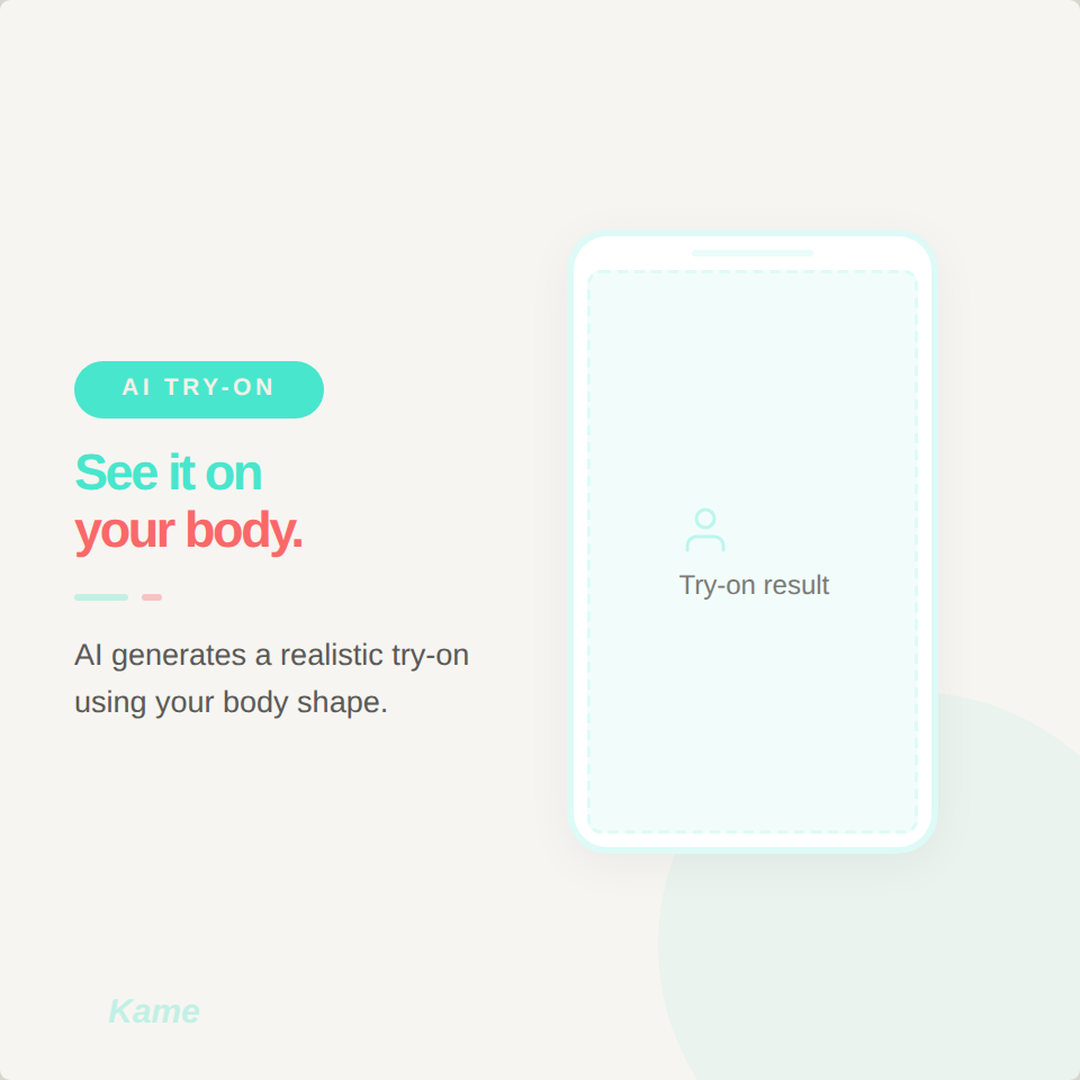 AI TRY-ON
See it on
your body.
AI generates a realistic try-on
using your body shape.
Try-on result
Kame